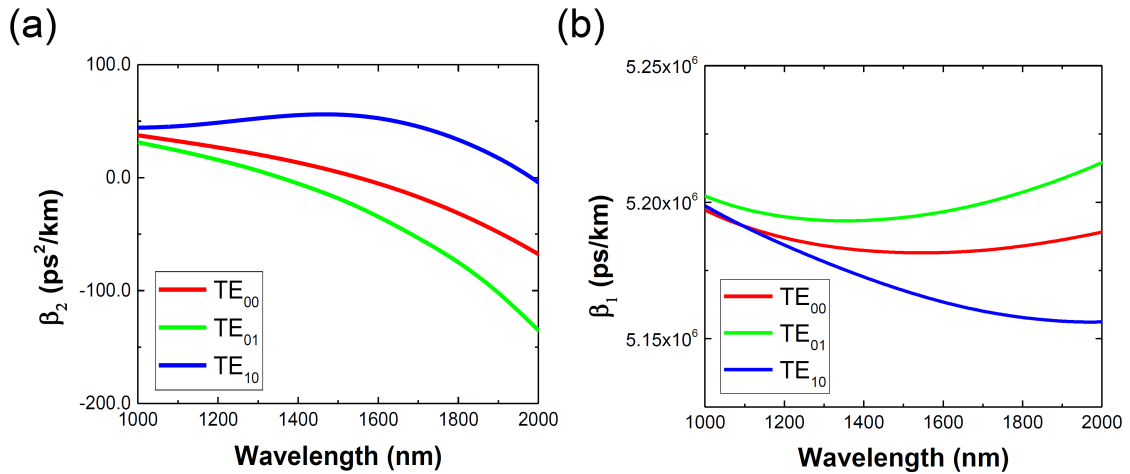 (a)
100.0
0.0
-100.0
-200.0
β₂ (ps²/km)
TE₀₀
TE₀₁
TE₁₀
1000 1200 1400 1600 1800 2000
Wavelength (nm)
(b)
5.25x10⁶
5.20x10⁶
5.15x10⁶
β₁ (ps/km)
TE₀₀
TE₀₁
TE₁₀
1000 1200 1400 1600 1800 2000
Wavelength (nm)